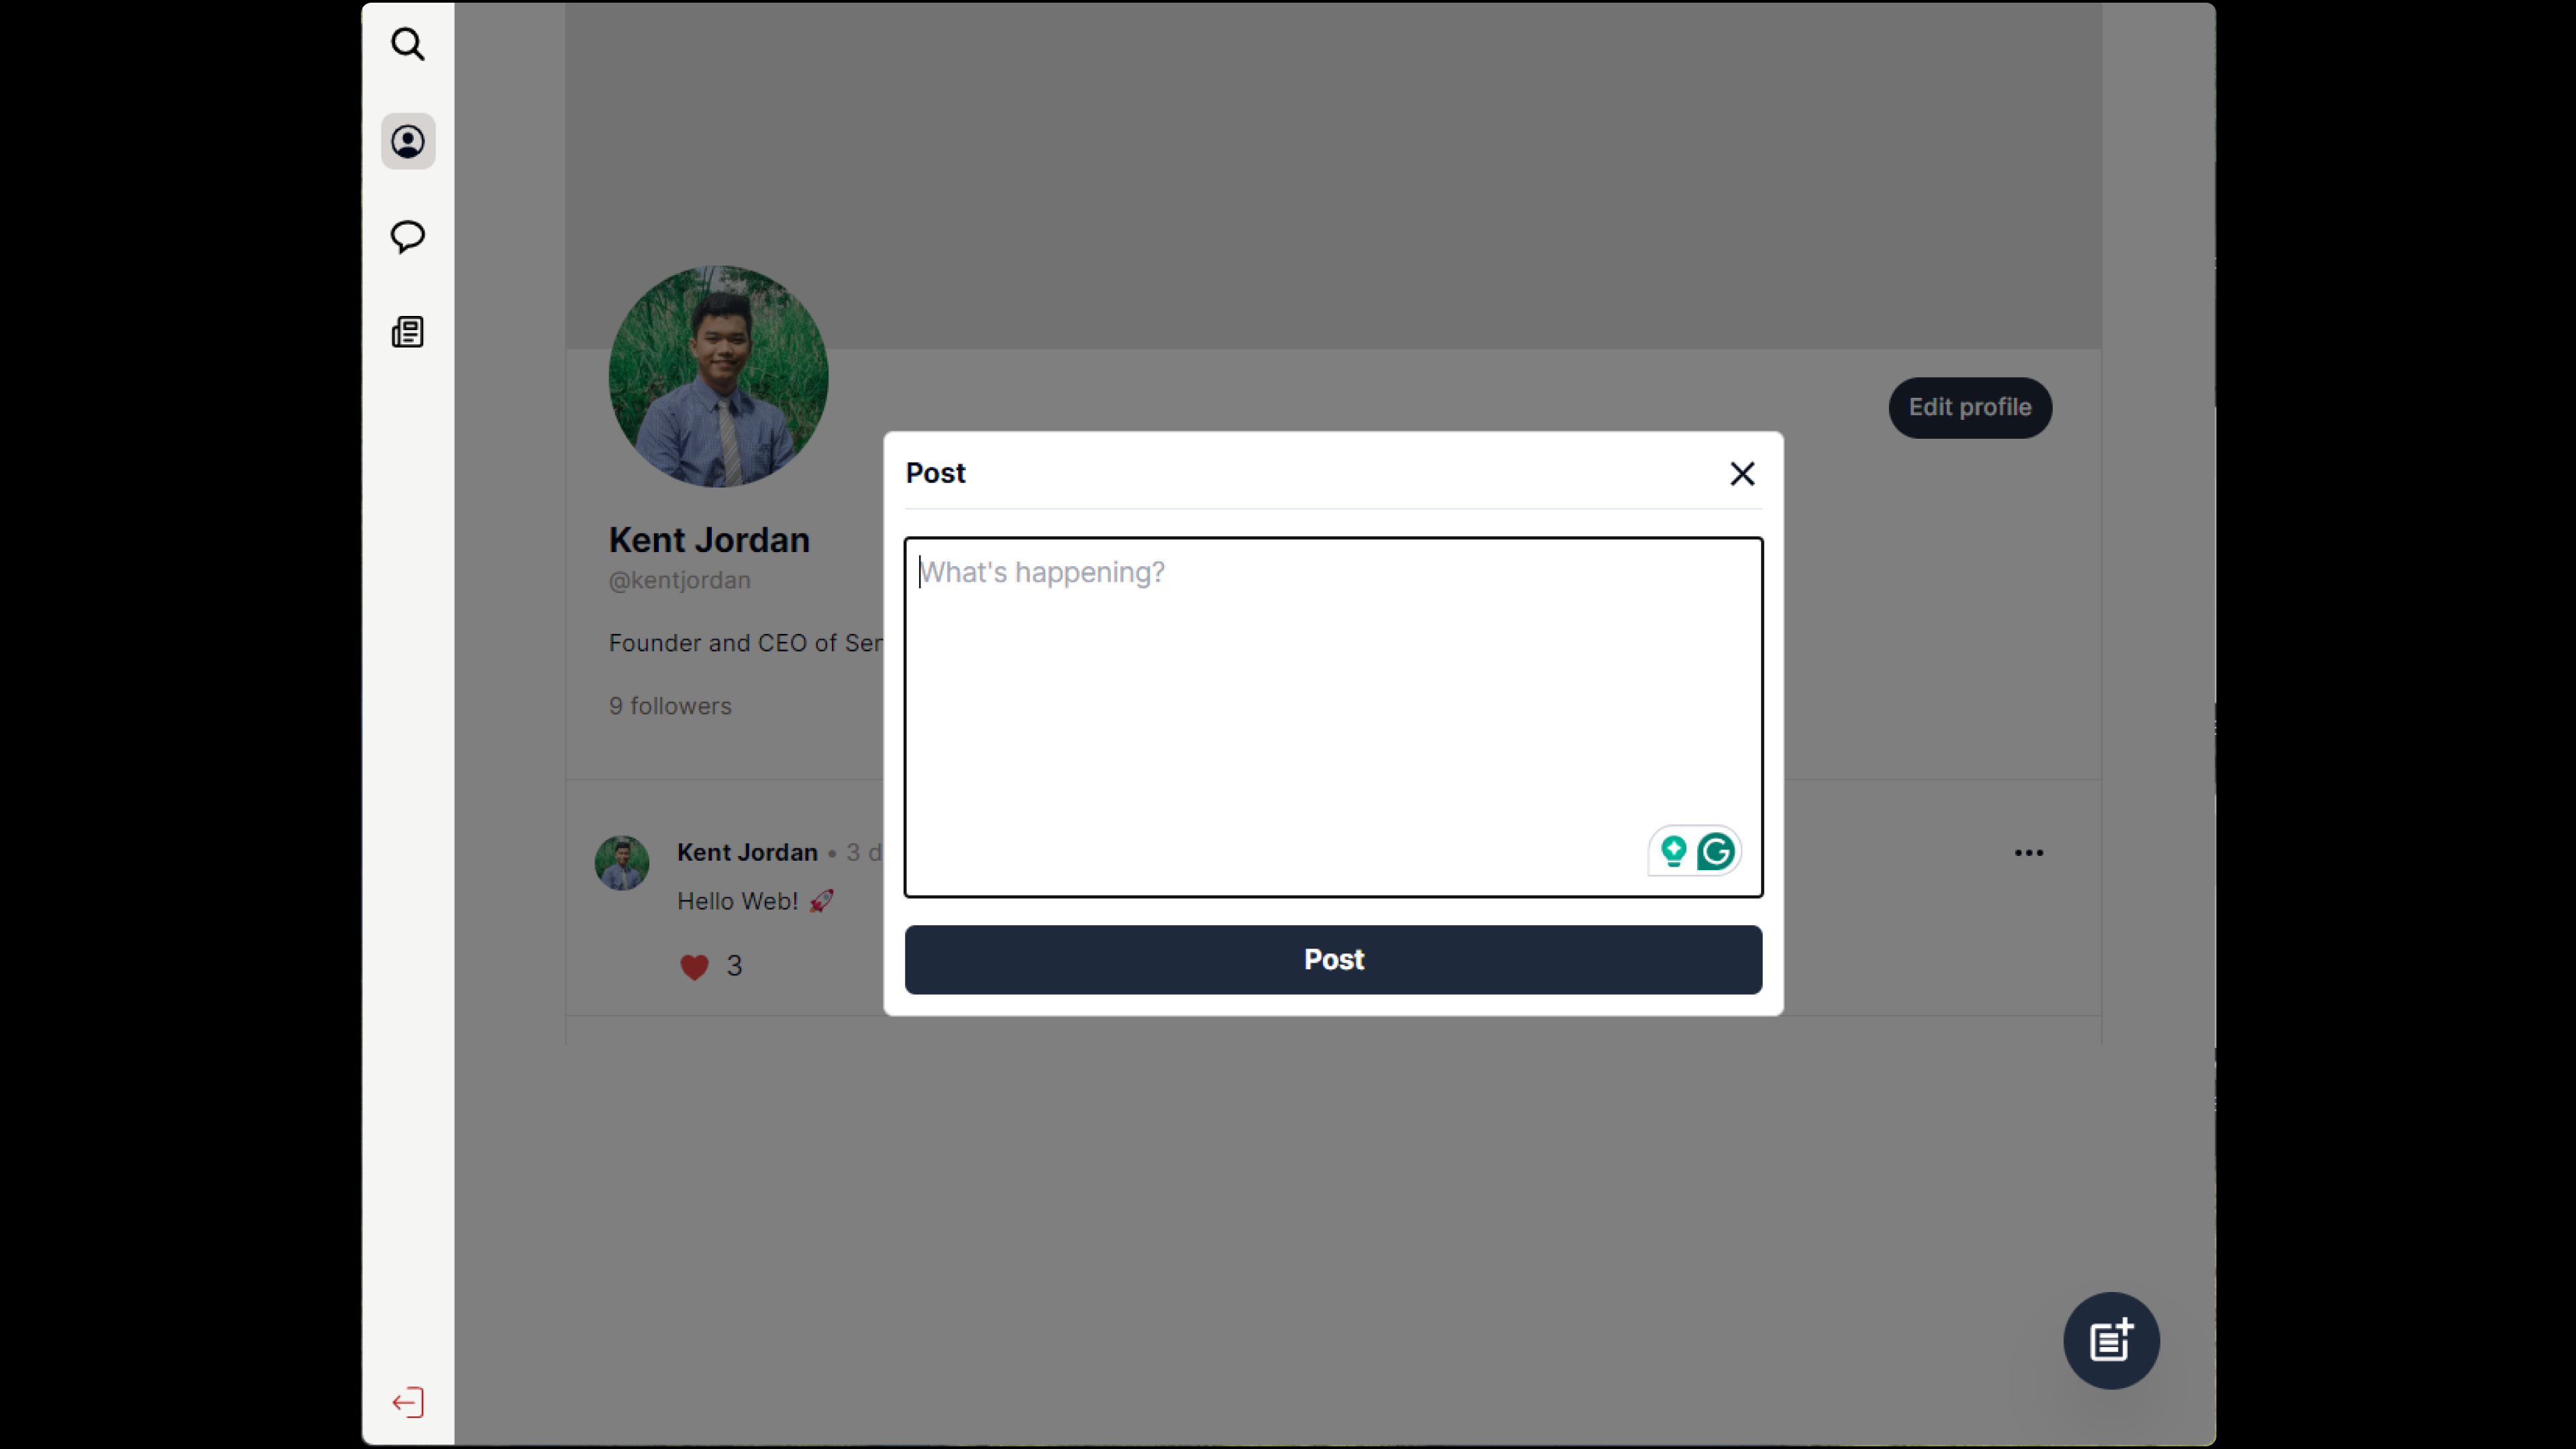 Edit profile
Post
Kent Jordan
@kentjordan
What's happening?
Founder and CEO of Ser
9 followers
Kent Jordan • 3 d
Hello Web! 🚀
3
Post